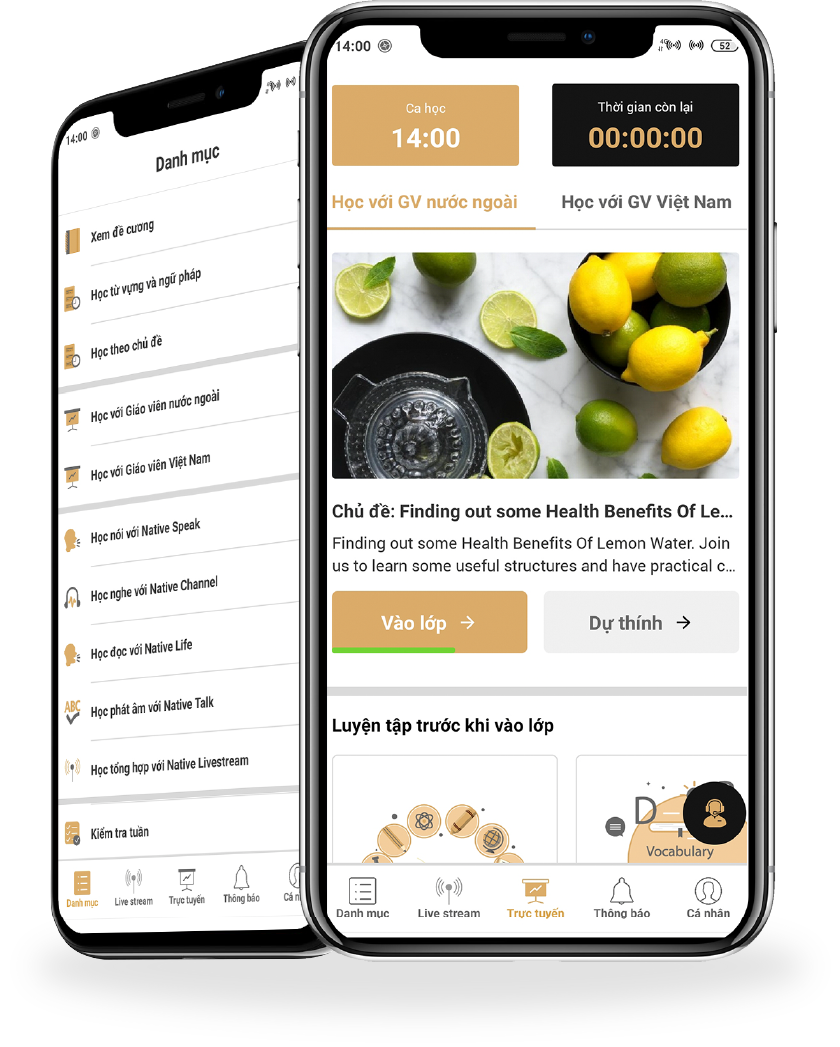 14:00
Danh mục
Xem đề cương
Học từ vựng và ngữ pháp
Học theo chủ đề
Học với Giáo viên nước ngoài
Học với Giáo viên Việt Nam
Học nói với Native Speak
Học nghe với Native Channel
Học đọc với Native Life
ABC
Học phát âm với Native Talk
Học tổng hợp với Native Livestream
Kiểm tra tuần
Danh mục
Live stream
Trực tuyến
Thông báo
Cá n
14:00
4G
52
Ca học
14:00
Thời gian còn lại
00:00:00
Học với GV nước ngoài
Học với GV Việt Nam
Chủ đề: Finding out some Health Benefits Of Le...
Finding out some Health Benefits Of Lemon Water. Join
us to learn some useful structures and have practical c...
Vào lớp →
Dự thính →
Luyện tập trước khi vào lớp
D
Vocabulary
Danh mục
Live stream
Trực tuyến
Thông báo
Cá nhân